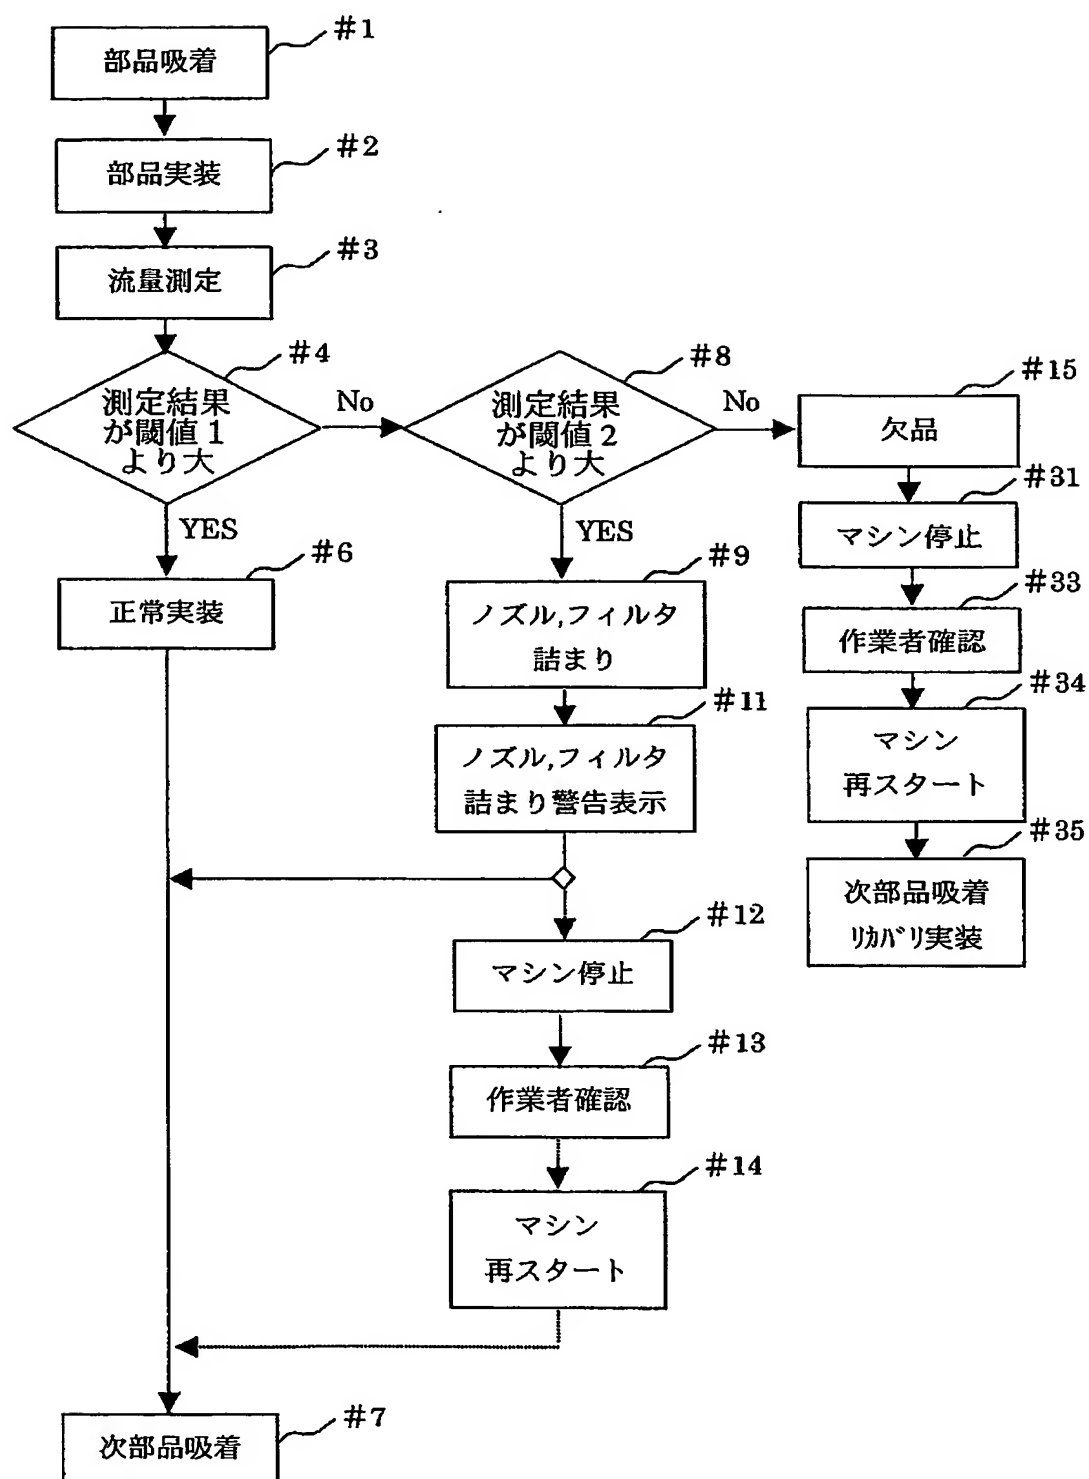 #1
部品吸着
#2
部品実装
#3
流量測定
#4
測定結果
が閾値1
より大
No
YES
#6
正常実装
#8
測定結果
が閾値2
より大
No
YES
#9
ノズル,フィルタ
詰まり
#11
ノズル,フィルタ
詰まり警告表示
#12
マシン停止
#13
作業者確認
#14
マシン
再スタート
#15
欠品
#31
マシン停止
#33
作業者確認
#34
マシン
再スタート
#35
次部品吸着
ﾘｶﾊﾞﾘ実装
#7
次部品吸着